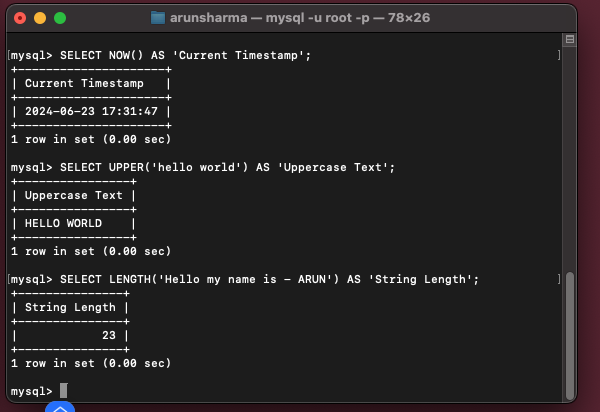 arunsharma — mysql -u root -p — 78×26
[mysql> SELECT NOW() AS 'Current Timestamp'; ]
+---------------------+
| Current Timestamp   |
+---------------------+
| 2024-06-23 17:31:47 |
+---------------------+
1 row in set (0.00 sec)
mysql> SELECT UPPER('hello world') AS 'Uppercase Text';
+----------------+
| Uppercase Text |
+----------------+
| HELLO WORLD    |
+----------------+
1 row in set (0.00 sec)
[mysql> SELECT LENGTH('Hello my name is - ARUN') AS 'String Length'; ]
+---------------+
| String Length |
+---------------+
|            23 |
+---------------+
1 row in set (0.00 sec)
mysql>